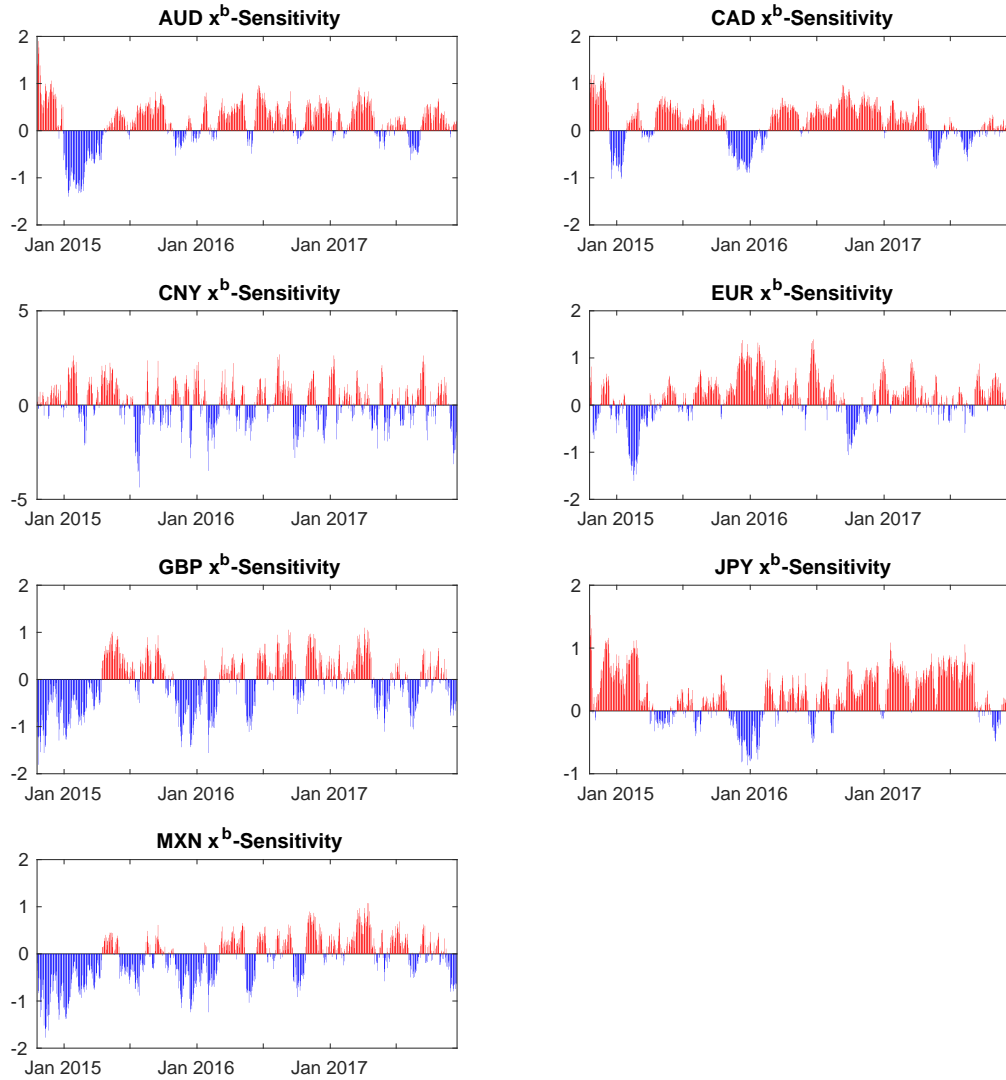 AUD x^b-Sensitivity
2
1
0
-1
-2
Jan 2015 Jan 2016 Jan 2017
CAD x^b-Sensitivity
2
1
0
-1
-2
Jan 2015 Jan 2016 Jan 2017
CNY x^b-Sensitivity
5
0
-5
Jan 2015 Jan 2016 Jan 2017
EUR x^b-Sensitivity
2
1
0
-1
-2
Jan 2015 Jan 2016 Jan 2017
GBP x^b-Sensitivity
2
1
0
-1
-2
Jan 2015 Jan 2016 Jan 2017
JPY x^b-Sensitivity
2
1
0
-1
Jan 2015 Jan 2016 Jan 2017
MXN x^b-Sensitivity
2
1
0
-1
-2
Jan 2015 Jan 2016 Jan 2017